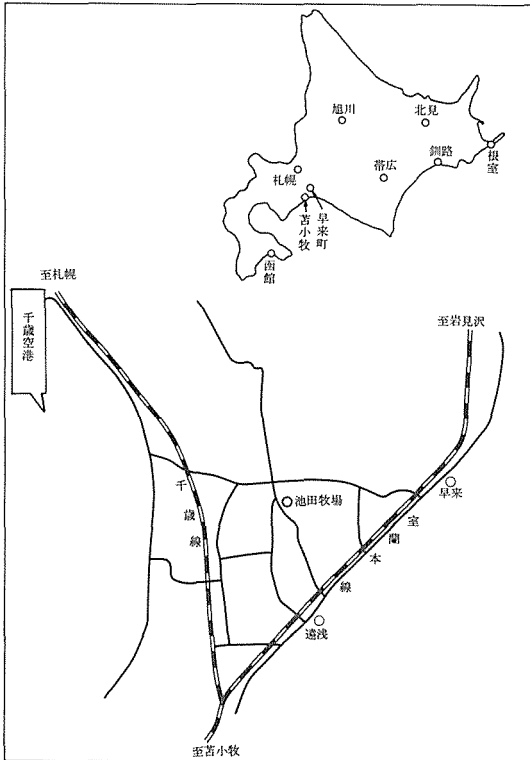 旭川
北見
札幌
帯広
釧路
根室
早来町
苫小牧
函館
至札幌
千歳空港
至岩見沢
早来
池田牧場
千歳線
室蘭本線
遠浅
至苫小牧